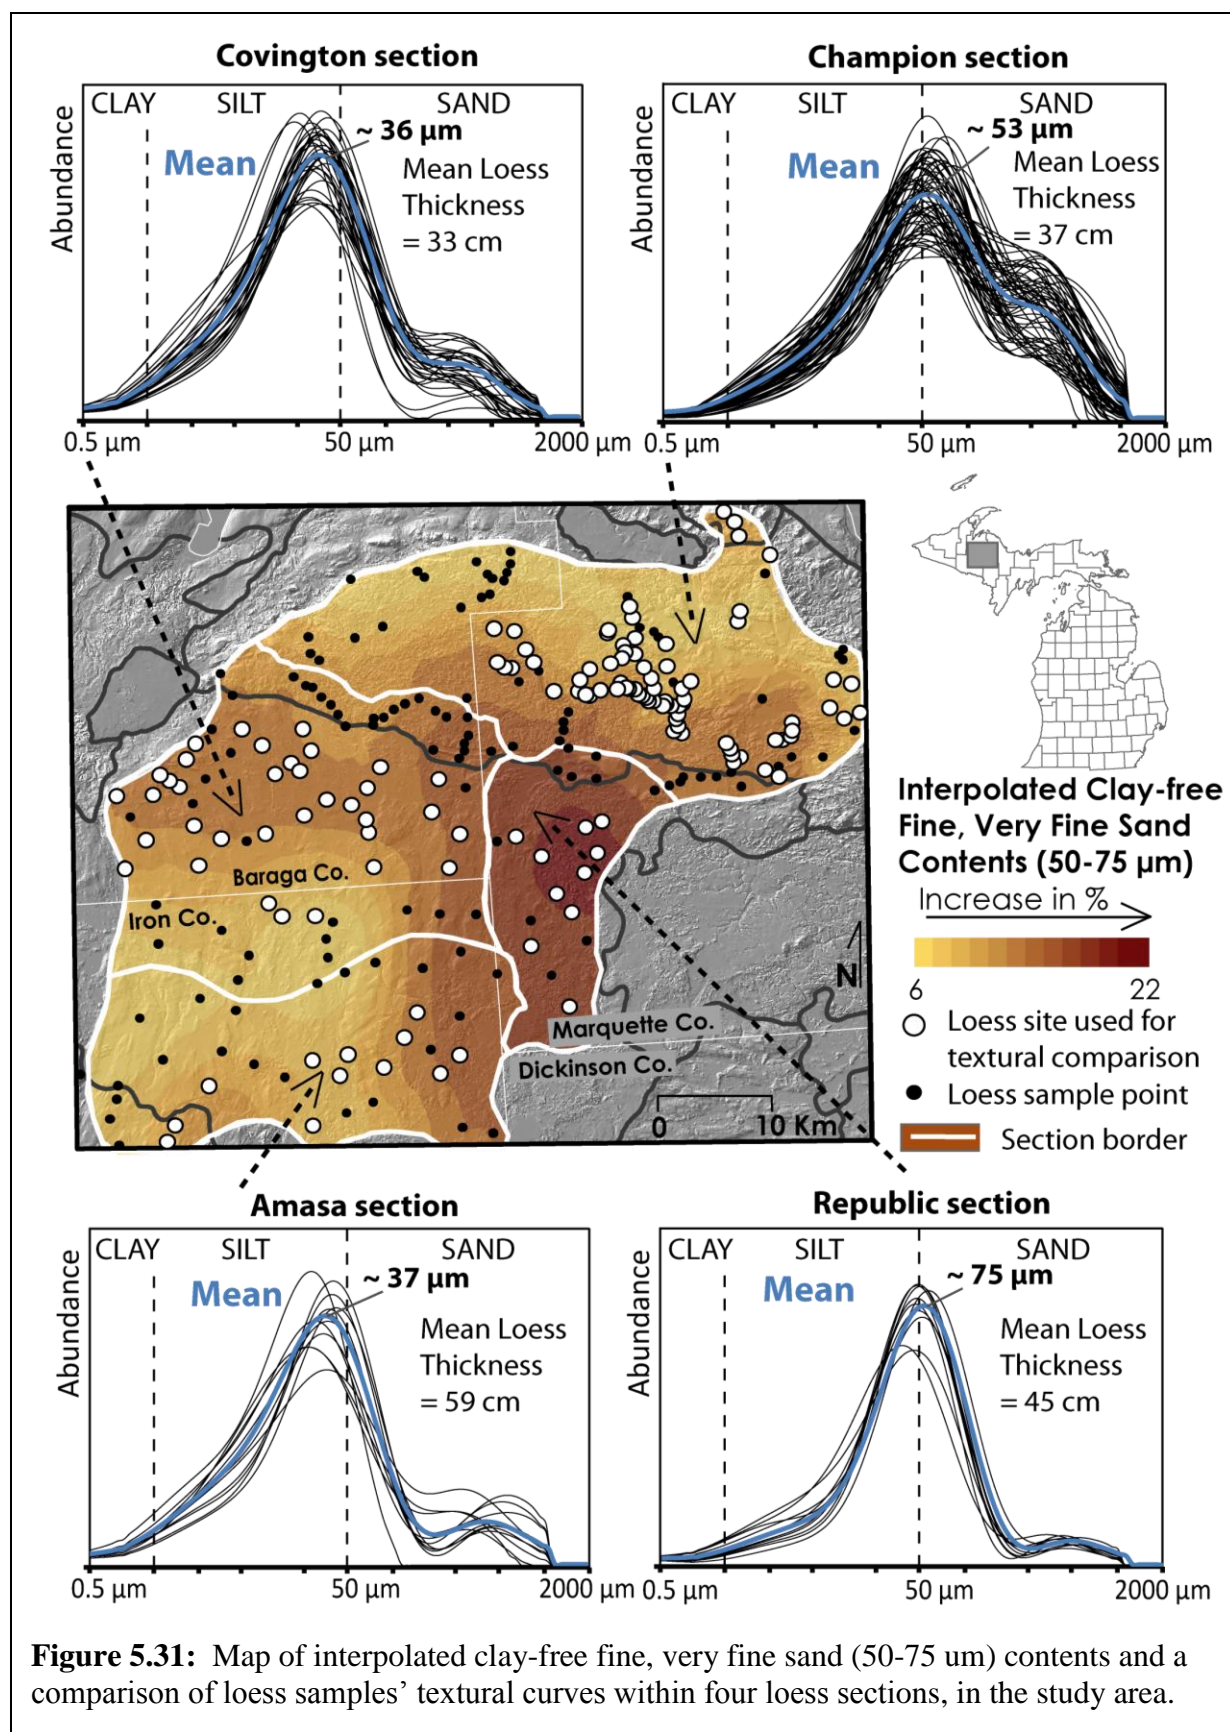 Covington section
CLAY SILT SAND
~ 36 µm
Mean
Mean Loess
Thickness
= 33 cm
Abundance
0.5 µm 50 µm 2000 µm
Champion section
CLAY SILT SAND
~ 53 µm
Mean
Mean Loess
Thickness
= 37 cm
Abundance
0.5 µm 50 µm 2000 µm
Baraga Co.
Iron Co.
Marquette Co.
Dickinson Co.
N
0 10 Km
Interpolated Clay-free
Fine, Very Fine Sand
Contents (50-75 µm)
Increase in %
6 22
Loess site used for
textural comparison
Loess sample point
Section border
Amasa section
CLAY SILT SAND
~ 37 µm
Mean
Mean Loess
Thickness
= 59 cm
Abundance
0.5 µm 50 µm 2000 µm
Republic section
CLAY SILT SAND
~ 75 µm
Mean
Mean Loess
Thickness
= 45 cm
Abundance
0.5 µm 50 µm 2000 µm
Figure 5.31: Map of interpolated clay-free fine, very fine sand (50-75 um) contents and a
comparison of loess samples’ textural curves within four loess sections, in the study area.